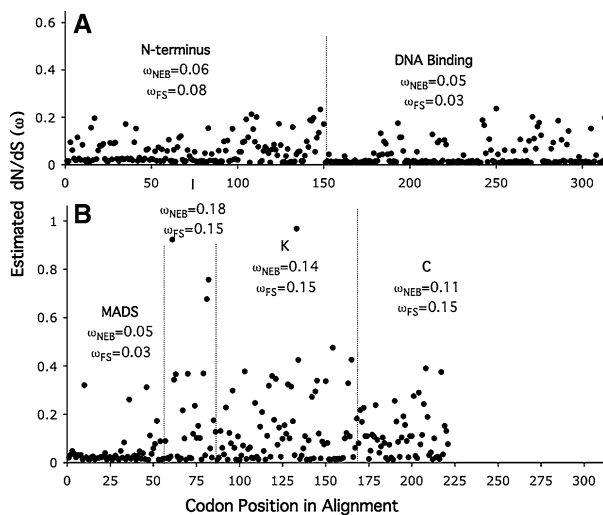 A
0.6
0.4
0.2
0
N-terminus
ωNEB=0.06
ωFS=0.08
DNA Binding
ωNEB=0.05
ωFS=0.03
0 50 100 150 200 250 300
Estimated dN/dS (ω)
B
1
0.8
0.6
0.4
0.2
0
MADS
ωNEB=0.05
ωFS=0.03
I
ωNEB=0.18
ωFS=0.15
K
ωNEB=0.14
ωFS=0.15
C
ωNEB=0.11
ωFS=0.15
0 25 50 75 100 125 150 175 200 225 250 275 300
Codon Position in Alignment